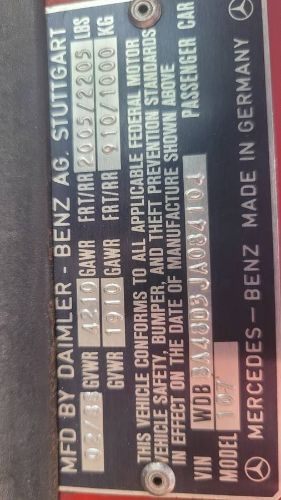 MFD BY DAIMLER - BENZ AG. STUTTGART
GVWR 4210 GAWR FRT/RR 2005/2205 LBS
GVWR 1910 GAWR FRT/RR 910/1000 KG
THIS VEHICLE CONFORMS TO ALL APPLICABLE FEDERAL MOTOR
VEHICLE SAFETY, BUMPER, AND THEFT PREVENTION STANDARDS
IN EFFECT ON THE DATE OF MANUFACTURE SHOWN ABOVE
VIN WDB BA48D3JA084104 PASSENGER CAR
MODEL 107
MERCEDES-BENZ MADE IN GERMANY